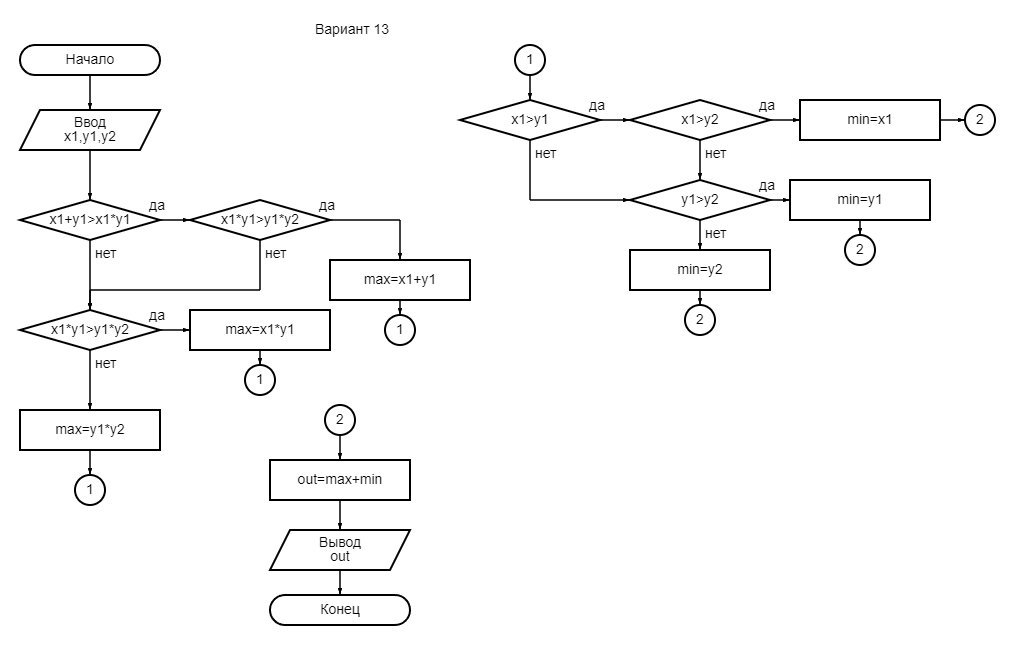 Вариант 13
Начало
Ввод
x1,y1,y2
x1+y1>x1*y1
да
нет
x1*y1>y1*y2
да
нет
max=x1+y1
1
x1*y1>y1*y2
да
нет
max=x1*y1
1
max=y1*y2
1
1
x1>y1
да
нет
x1>y2
да
нет
min=x1
2
y1>y2
да
нет
min=y1
2
min=y2
2
2
out=max+min
Вывод
out
Конец